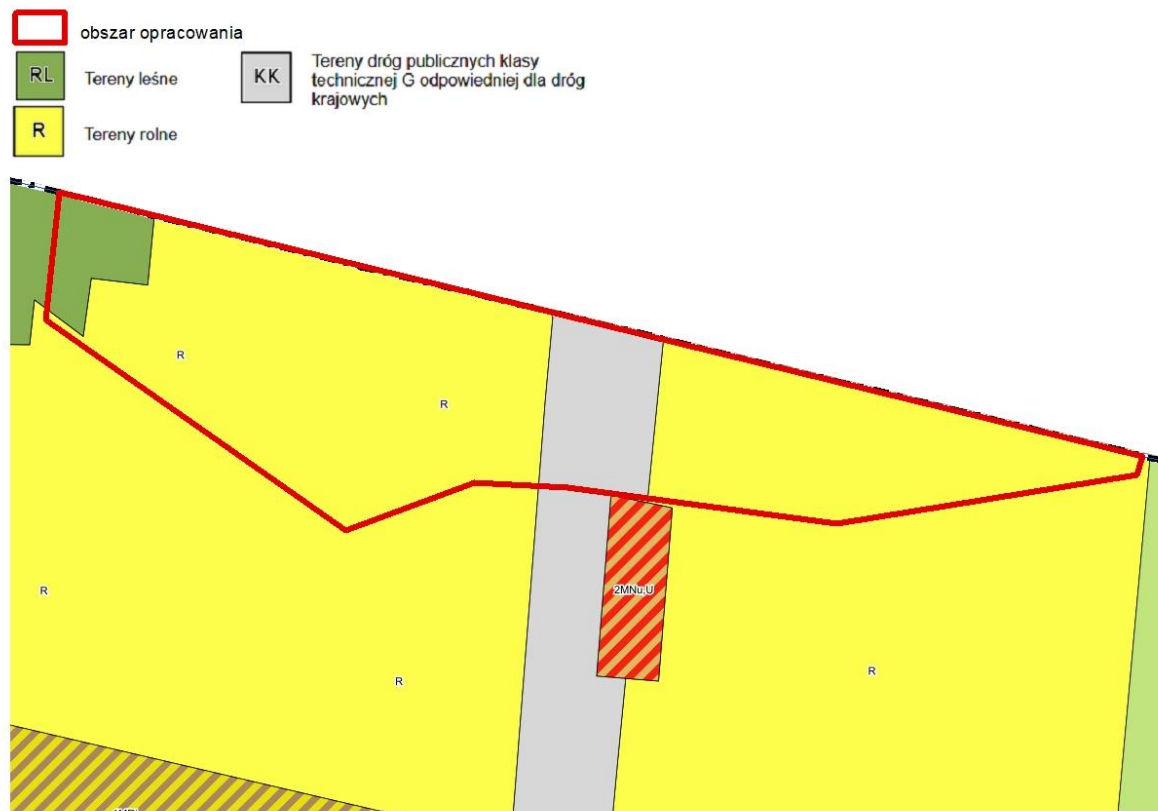 obszar opracowania
RL
Tereny leśne
KK
Tereny dróg publicznych klasy
technicznej G odpowiedniej dla dróg
krajowych
R
Tereny rolne
R
R
2MNu,U
R
R
R